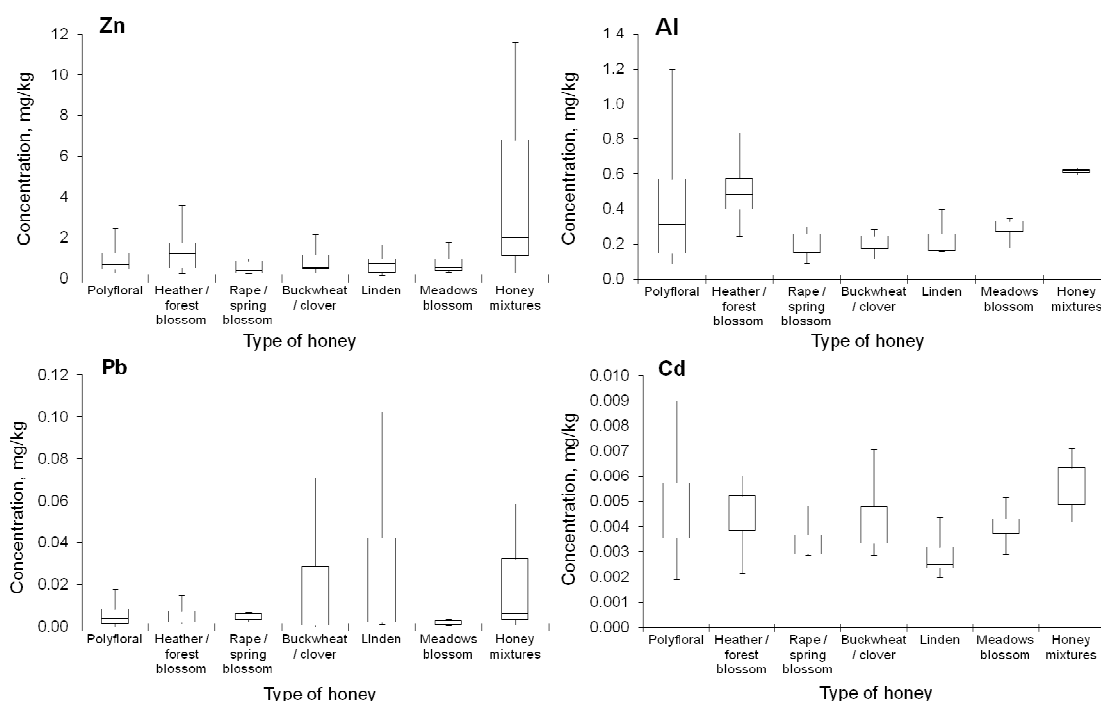 Zn
Concentration, mg/kg
12
10
8
6
4
2
0
Polyfloral
Heather /
forest
blossom
Rape /
spring
blossom
Buckwheat
/ clover
Linden
Meadows
blossom
Honey
mixtures
Type of honey
Al
Concentration, mg/kg
1.4
1.2
1.0
0.8
0.6
0.4
0.2
0.0
Polyfloral
Heather /
forest
blossom
Rape /
spring
blossom
Buckwheat
/ clover
Linden
Meadows
blossom
Honey
mixtures
Type of honey
Pb
Concentration, mg/kg
0.12
0.10
0.08
0.06
0.04
0.02
0.00
Polyfloral
Heather /
forest
blossom
Rape /
spring
blossom
Buckwheat
/ clover
Linden
Meadows
blossom
Honey
mixtures
Type of honey
Cd
Concentration, mg/kg
0.010
0.009
0.008
0.007
0.006
0.005
0.004
0.003
0.002
0.001
0.000
Polyfloral
Heather /
forest
blossom
Rape /
spring
blossom
Buckwheat
/ clover
Linden
Meadows
blossom
Honey
mixtures
Type of honey